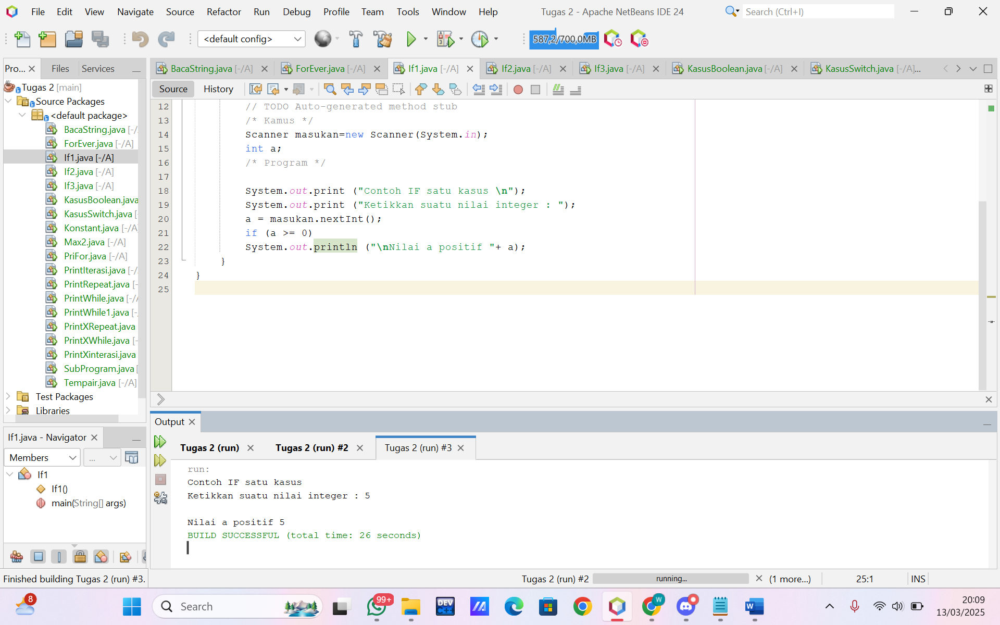 File Edit View Navigate Source Refactor Run Debug Profile Team Tools Window Help
Tugas 2 - Apache NetBeans IDE 24
Search (Ctrl+I)
<default config>
587,2/700,0MB
Pro... Files Services
BacaString.java [-/A] ForEver.java [-/A] If1.java [-/A] If2.java [-/A] If3.java [-/A] KasusBoolean.java [-/A] KasusSwitch.java [-/A]...
Source History
Tugas 2 [main]
Source Packages
<default package>
BacaString.java [-/
ForEver.java [-/A]
If1.java [-/A]
If2.java [-/A]
If3.java [-/A]
KasusBoolean.java
KasusSwitch.java [
Konstant.java [-/A
Max2.java [-/A]
PriFor.java [-/A]
PrintIterasi.java [-/
PrintRepeat.java [-
PrintWhile.java [-/
PrintWhile1.java [-
PrintXRepeat.java
PrintXWhile.java [-
PrintXinterasi.java
SubProgram.java [
Tempair.java [-/A]
Test Packages
Libraries
12 // TODO Auto-generated method stub
13 /* Kamus */
14 Scanner masukan=new Scanner(System.in);
15 int a;
16 /* Program */
17
18 System.out.print ("Contoh IF satu kasus \n");
19 System.out.print ("Ketikkan suatu nilai integer : ");
20 a = masukan.nextInt();
21 if (a >= 0)
22 System.out.println ("\nNilai a positif "+ a);
23 }
24 }
25
If1.java - Navigator
Members
...
If1
If1()
main(String[] args)
Output
Tugas 2 (run) Tugas 2 (run) #2 Tugas 2 (run) #3
run:
Contoh IF satu kasus
Ketikkan suatu nilai integer : 5
Nilai a positif 5
BUILD SUCCESSFUL (total time: 26 seconds)
Finished building Tugas 2 (run) #3.
Tugas 2 (run) #2
running...
(1 more...)
25:1
INS
8
Search
99+
DEV C++
W
W
20:09
13/03/2025